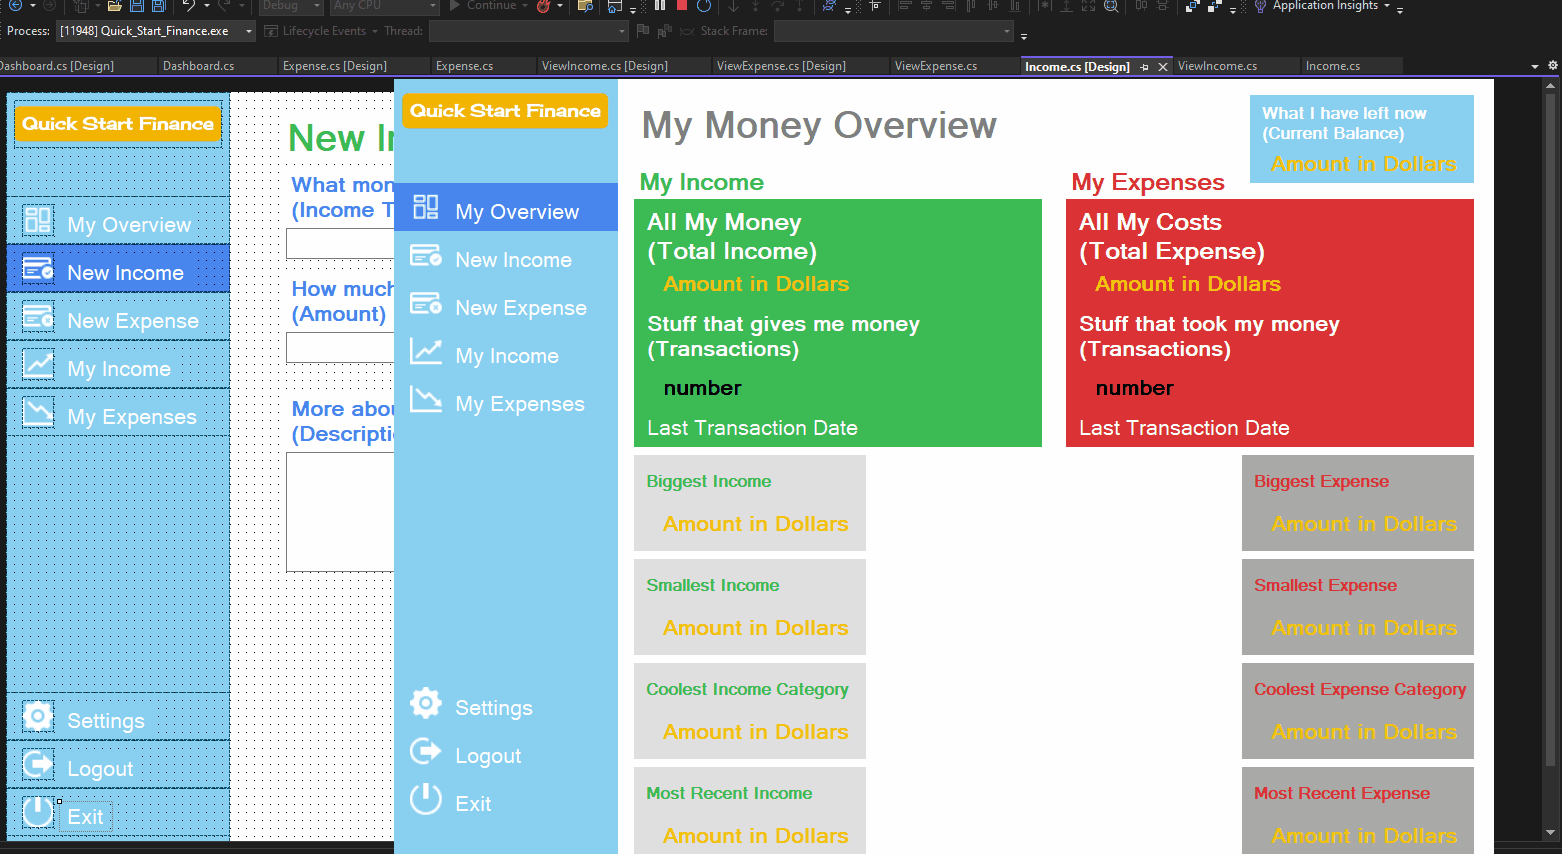 Debug
Any CPU
Continue
Application Insights
Process:
[11948] Quick_Start_Finance.exe
Lifecycle Events
Thread:
Stack Frame:
Dashboard.cs [Design]
Dashboard.cs
Expense.cs [Design]
Expense.cs
ViewIncome.cs [Design]
ViewExpense.cs [Design]
ViewExpense.cs
Income.cs [Design]
ViewIncome.cs
Income.cs
Quick Start Finance
My Overview
New Income
New Expense
My Income
My Expenses
Settings
Logout
Exit
New I
What mon
(Income T
How much
(Amount)
More abou
(Descripti
Quick Start Finance
My Overview
New Income
New Expense
My Income
My Expenses
Settings
Logout
Exit
My Money Overview
What I have left now
(Current Balance)
Amount in Dollars
My Income
All My Money
(Total Income)
Amount in Dollars
Stuff that gives me money
(Transactions)
number
Last Transaction Date
My Expenses
All My Costs
(Total Expense)
Amount in Dollars
Stuff that took my money
(Transactions)
number
Last Transaction Date
Biggest Income
Amount in Dollars
Smallest Income
Amount in Dollars
Coolest Income Category
Amount in Dollars
Most Recent Income
Amount in Dollars
Biggest Expense
Amount in Dollars
Smallest Expense
Amount in Dollars
Coolest Expense Category
Amount in Dollars
Most Recent Expense
Amount in Dollars